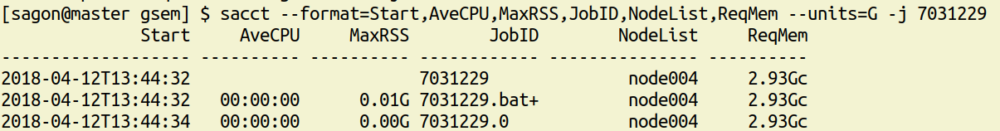 [sagon@master gsem] $ sacct --format=Start,AveCPU,MaxRSS,JobID,NodeList,ReqMem --units=G -j 7031229
              Start     AveCPU     MaxRSS        JobID        NodeList     ReqMem
------------------- ---------- ---------- ------------ --------------- ----------
2018-04-12T13:44:32                       7031229              node004     2.93Gc
2018-04-12T13:44:32   00:00:00      0.01G 7031229.bat+         node004     2.93Gc
2018-04-12T13:44:34   00:00:00      0.00G 7031229.0            node004     2.93Gc